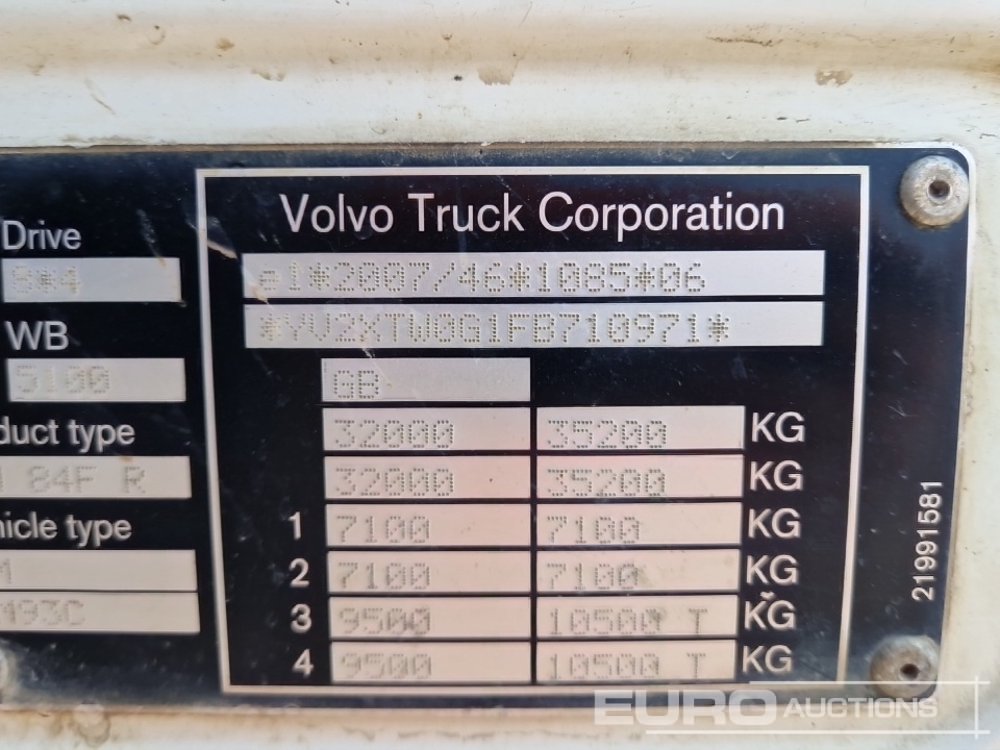 Drive
8*4
WB
5100
duct type
84F R
hicle type
M
M93C
Volvo Truck Corporation
e1*2007/46*1085*06
*YV2XTW0G1FB710971*
GB
32000 35200 KG
32000 35200 KG
1 7100 7100 KG
2 7100 7100 KG
3 9500 10500 T KG
4 9500 10500 T KG
21991581
EURO AUCTIONS